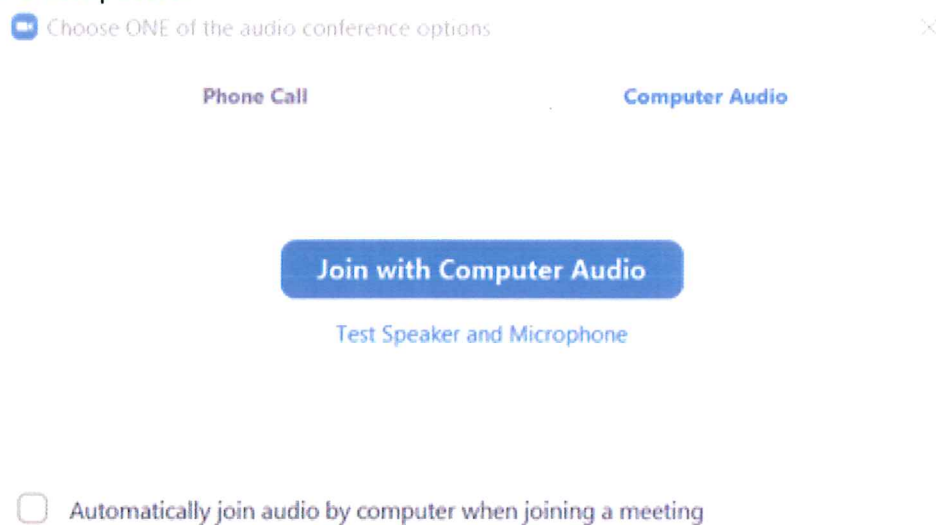 Choose ONE of the audio conference options
Phone Call
Computer Audio
Join with Computer Audio
Test Speaker and Microphone
Automatically join audio by computer when joining a meeting